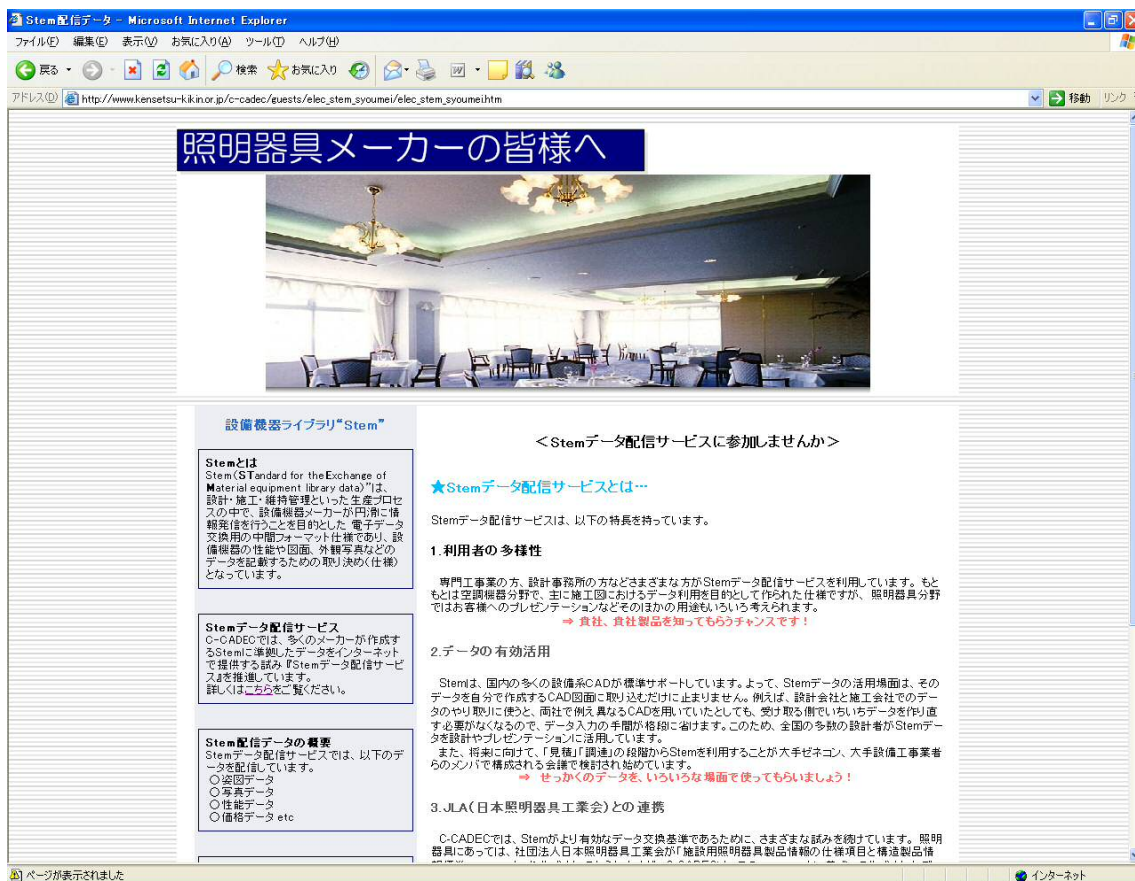 Stem配信データ - Microsoft Internet Explorer
ファイル(F) 編集(E) 表示(V) お気に入り(A) ツール(T) ヘルプ(H)
戻る 検索 お気に入り
アドレス(D) http://www.kensetsu-kikin.or.jp/c-cadec/guests/elec_stem_syoumei/elec_stem_syoumei.htm 移動 リンク
照明器具メーカーの皆様へ
設備機器ライブラリ“Stem”
Stemとは
Stem(STandard for theExchange of
Material equipment library data)”は、
設計・施工・維持管理といった生産プロセ
スの中で、設備機器メーカーが円滑に情
報発信を行うことを目的とした 電子データ
交換用の中間フォーマット仕様であり、設
備機器の性能や図面、外観写真などの
データを記載するための取り決め(仕様)
となっています。
Stemデータ配信サービス
C-CADECでは、多くのメーカーが作成す
るStemに準拠したデータをインターネット
で提供する試み『Stemデータ配信サービ
ス』を推進しています。
詳しくはこちらをご覧ください。
Stem配信データの概要
Stemデータ配信サービスでは、以下のデ
ータを配信しています。
○姿図データ
○写真データ
○性能データ
○価格データ etc
＜Stemデータ配信サービスに参加しませんか＞
★Stemデータ配信サービスとは…
Stemデータ配信サービスは、以下の特長を持っています。
1.利用者の多様性
専門工事業の方、設計事務所の方などさまざまな方がStemデータ配信サービスを利用しています。もと
もとは空調機器分野で、主に施工図におけるデータ利用を目的として作られた仕様ですが、 照明器具分野
ではお客様へのプレゼンテーションなどそのほかの用途もいろいろ考えられます。
⇒ 貴社、貴社製品を知ってもらうチャンスです！
2.データの有効活用
Stemは、国内の多くの設備系CADが標準サポートしています。よって、Stemデータの活用場面は、その
データを自分で作成するCAD図面に取り込むだけに止まりません。例えば、設計会社と施工会社でのデー
タのやり取りに使うと、両社で例え異なるCADを用いていたとしても、受け取る側でいちいちデータを作り直
す必要がなくなるので、データ入力の手間が格段に省けます。このため、全国の多数の設計者がStemデー
タを設計やプレゼンテーションに活用しています。
また、将来に向けて、「見積」「調達」の段階からStemを利用することが大手ゼネコン、大手設備工事業者
らのメンバで構成される会議で検討され始めています。
⇒ せっかくのデータを、いろいろな場面で使ってもらいましょう！
3.JLA(日本照明器具工業会)との連携
C-CADECでは、Stemがより有効なデータ交換基準であるために、さまざまな試みを続けています。照明
器具にあっては、社団法人日本照明器具工業会が「施設用照明器具製品情報の仕様項目と構造製品情
ページが表示されました
インターネット